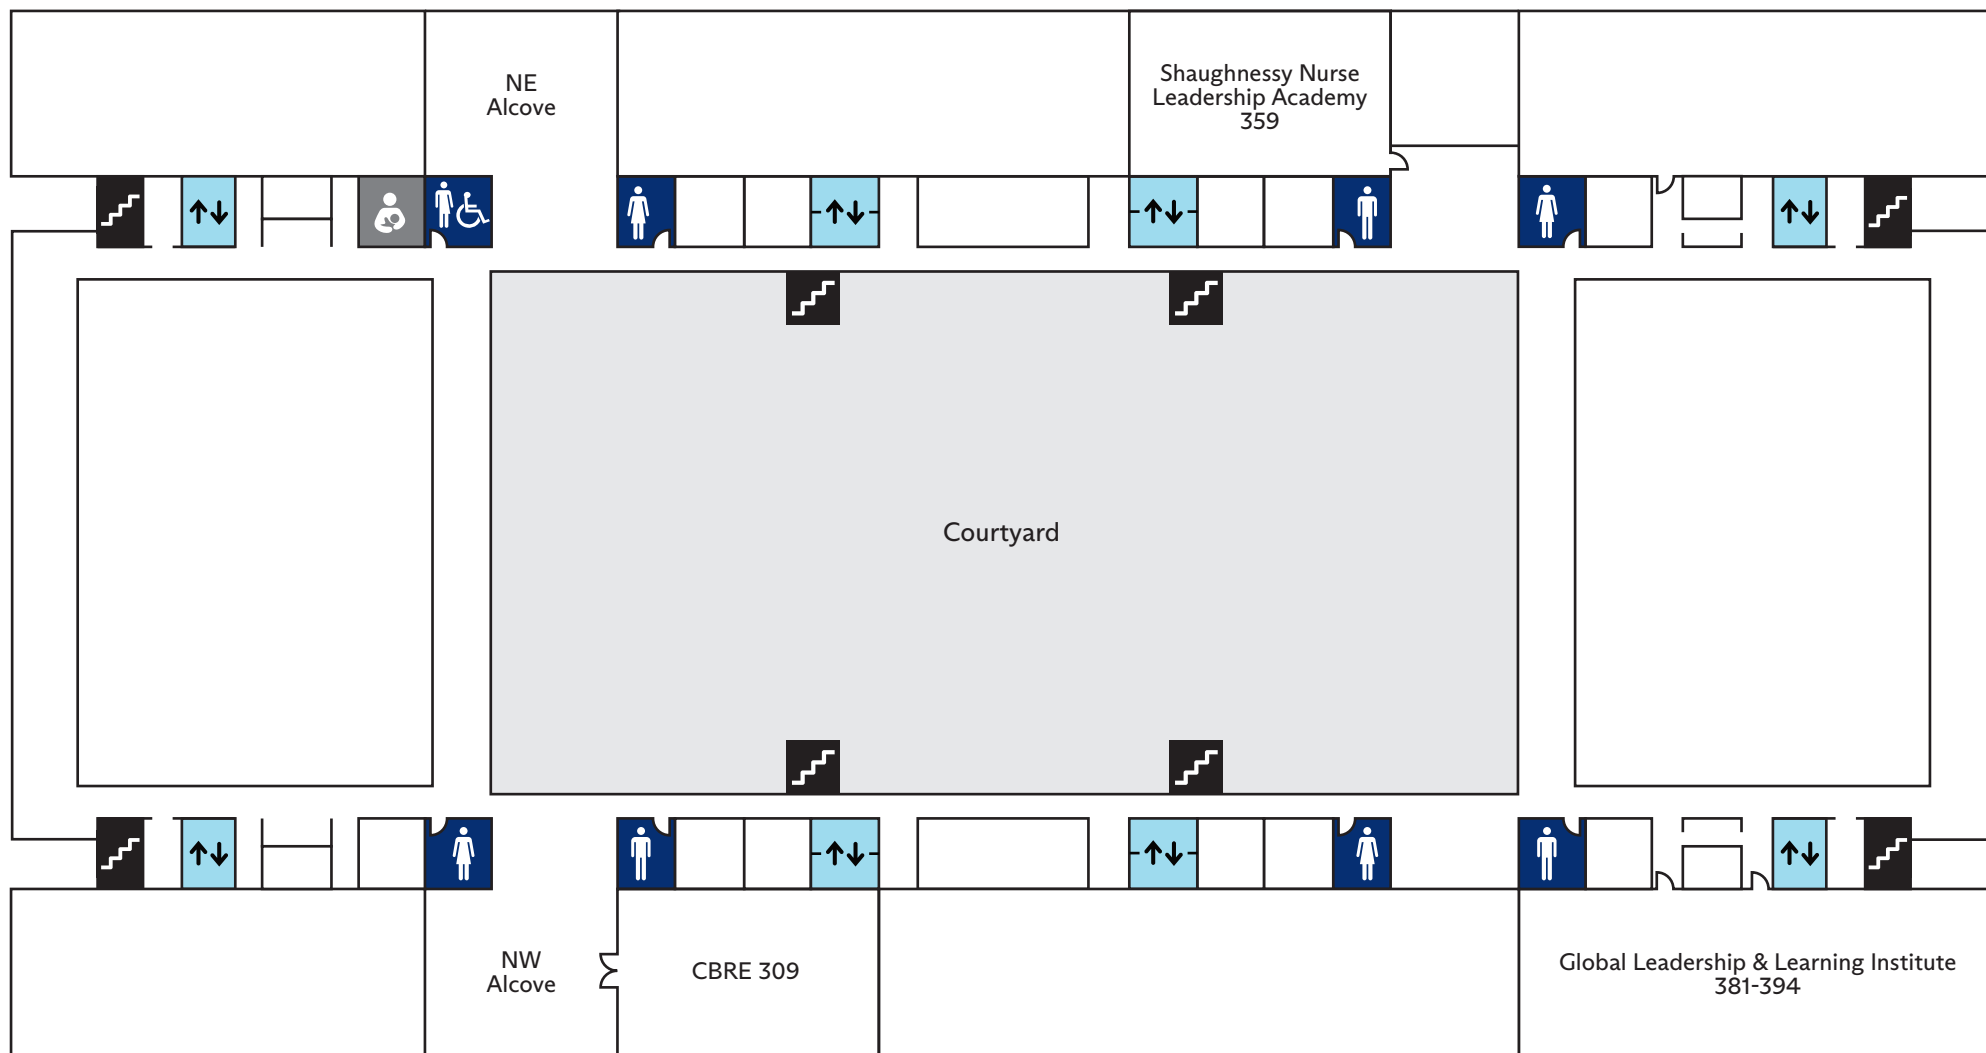 NE
Alcove
Shaughnessy Nurse
Leadership Academy
359
Courtyard
NW
Alcove
CBRE 309
Global Leadership & Learning Institute
381-394